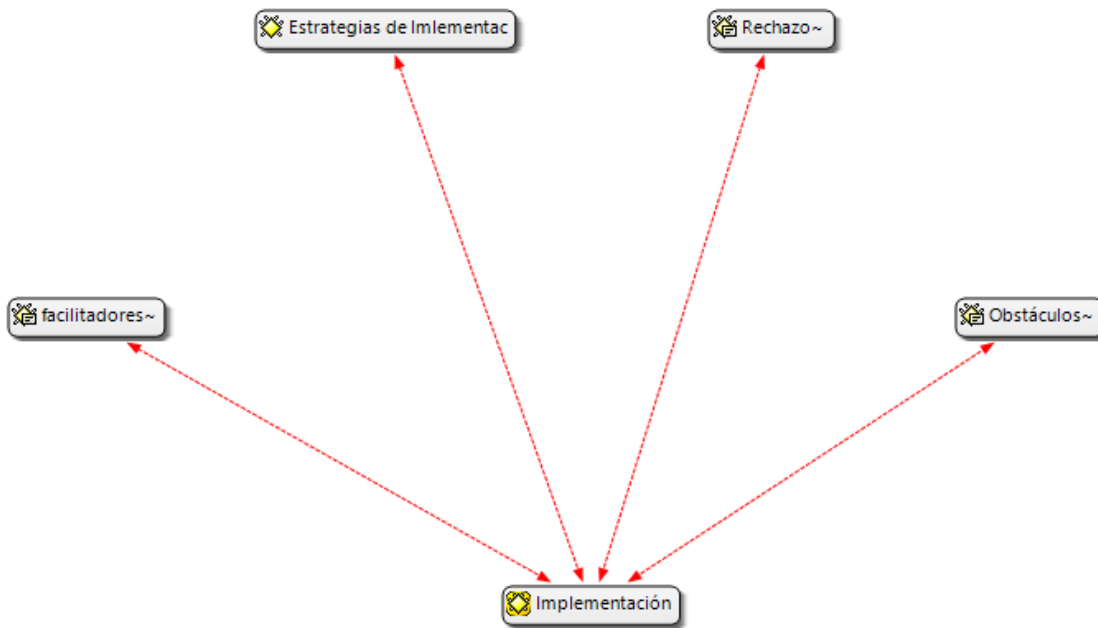 Estrategias de Imlementac
Rechazo~
facilitadores~
Obstáculos~
Implementación